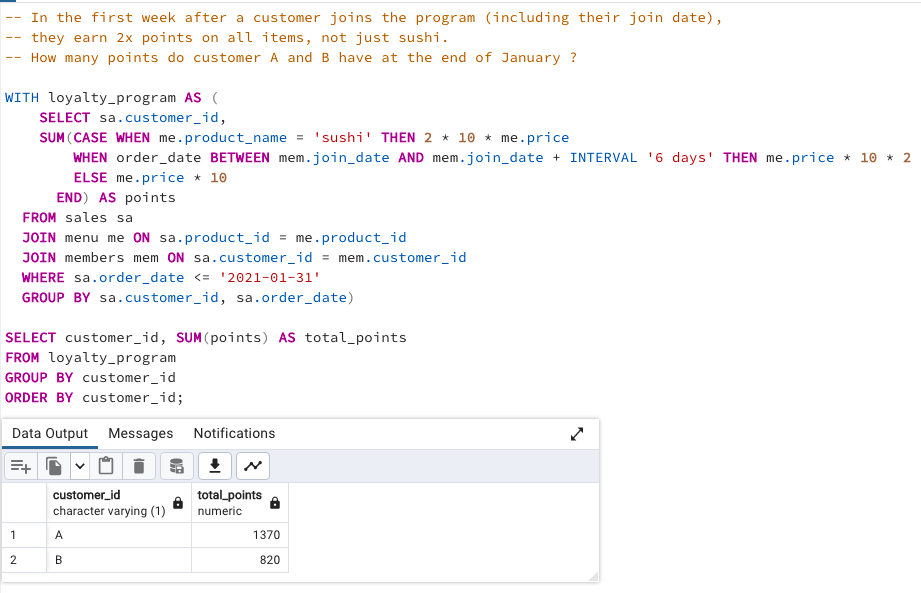 -- In the first week after a customer joins the program (including their join date),
-- they earn 2x points on all items, not just sushi.
-- How many points do customer A and B have at the end of January ?
WITH loyalty_program AS (
SELECT sa.customer_id,
SUM(CASE WHEN me.product_name = 'sushi' THEN 2 * 10 * me.price
WHEN order_date BETWEEN mem.join_date AND mem.join_date + INTERVAL '6 days' THEN me.price * 10 * 2
ELSE me.price * 10
END) AS points
FROM sales sa
JOIN menu me ON sa.product_id = me.product_id
JOIN members mem ON sa.customer_id = mem.customer_id
WHERE sa.order_date <= '2021-01-31'
GROUP BY sa.customer_id, sa.order_date)
SELECT customer_id, SUM(points) AS total_points
FROM loyalty_program
GROUP BY customer_id
ORDER BY customer_id;
Data Output Messages Notifications
customer_id total_points
character varying (1) numeric
1 A 1370
2 B 820